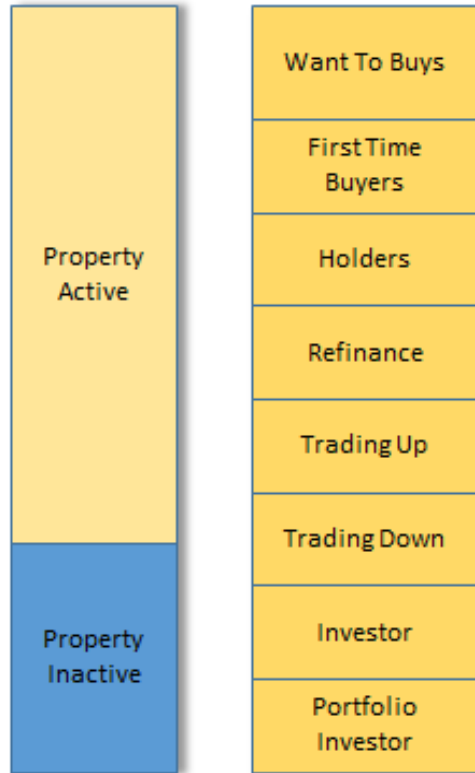 Property
Active
Property
Inactive
Want To Buys
First Time
Buyers
Holders
Refinance
Trading Up
Trading Down
Investor
Portfolio
Investor